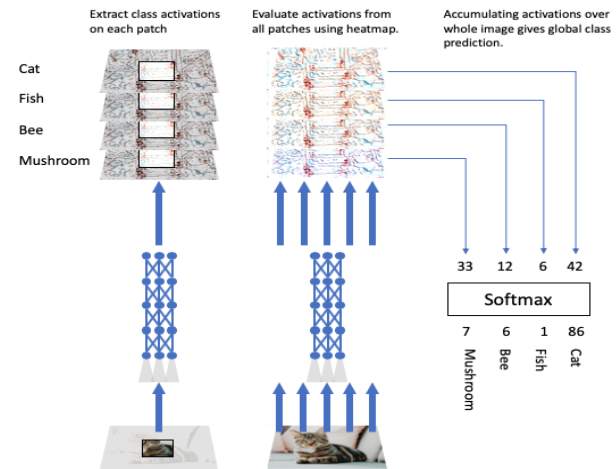 Extract class activations
on each patch
Evaluate activations from
all patches using heatmap.
Accumulating activations over
whole image gives global class
prediction.
Cat
Fish
Bee
Mushroom
33 12 6 42
Softmax
7 6 1 86
Mushroom
Bee
Fish
Cat